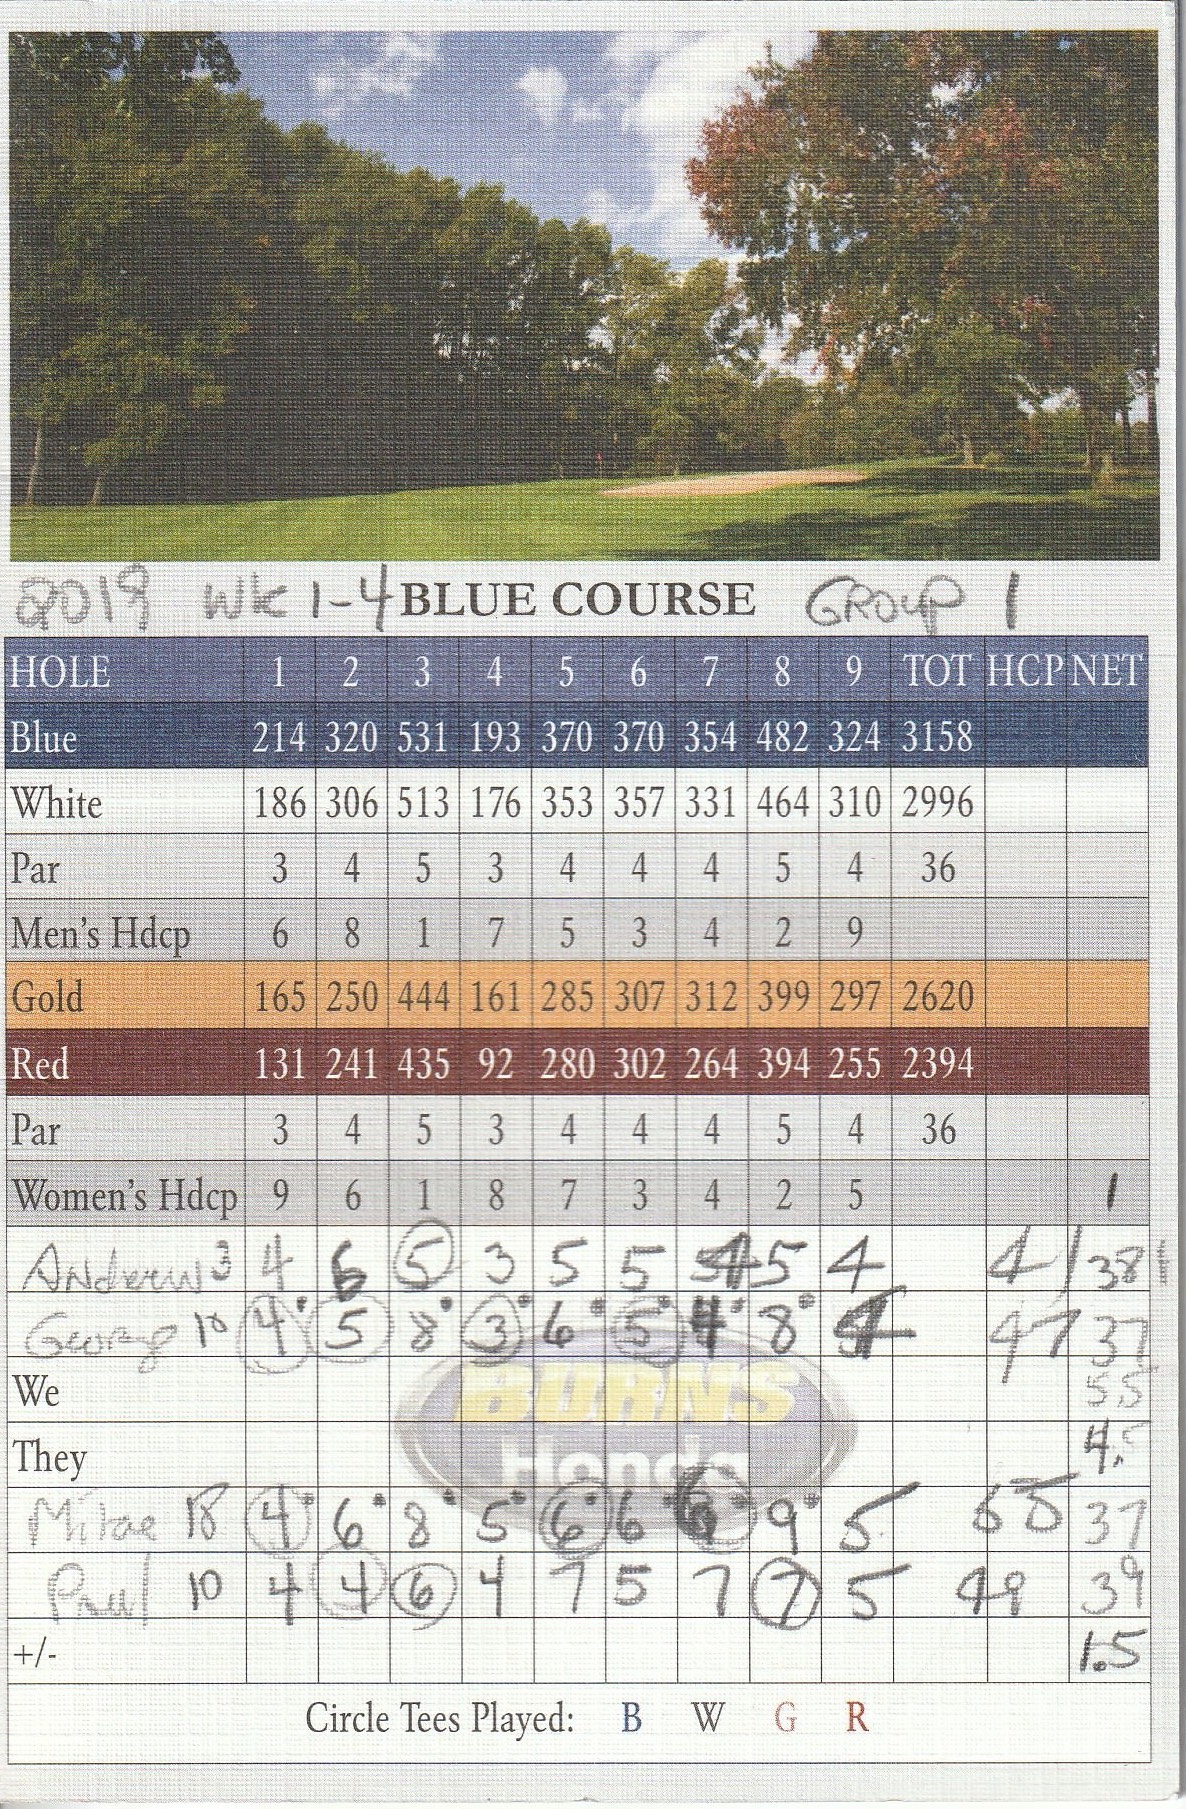 2019 WK 1-4 BLUE COURSE GROUP 1
HOLE 1 2 3 4 5 6 7 8 9 TOT HCP NET
Blue 214 320 531 193 370 370 354 482 324 3158
White 186 306 513 176 353 357 331 464 310 2996
Par 3 4 5 3 4 4 4 5 4 36
Men's Hdcp 6 8 1 7 5 3 4 2 9
Gold 165 250 444 161 285 307 312 399 297 2620
Red 131 241 435 92 280 302 264 394 255 2394
Par 3 4 5 3 4 4 4 5 4 36
Women's Hdcp 9 6 1 8 7 3 4 2 5 1
Andrew 3 4 6 5 3 5 5 4 5 4 41 38
George 10 4 5 8 3 6 5 4 8 4 47 37
We 5.5
BURNS
They 4.5
Honda
18 4 6 8 5 6 6 6 9 5 55 37
Paul 10 4 4 6 4 7 5 7 7 5 49 39
+/- 1.5
Circle Tees Played: B W G R